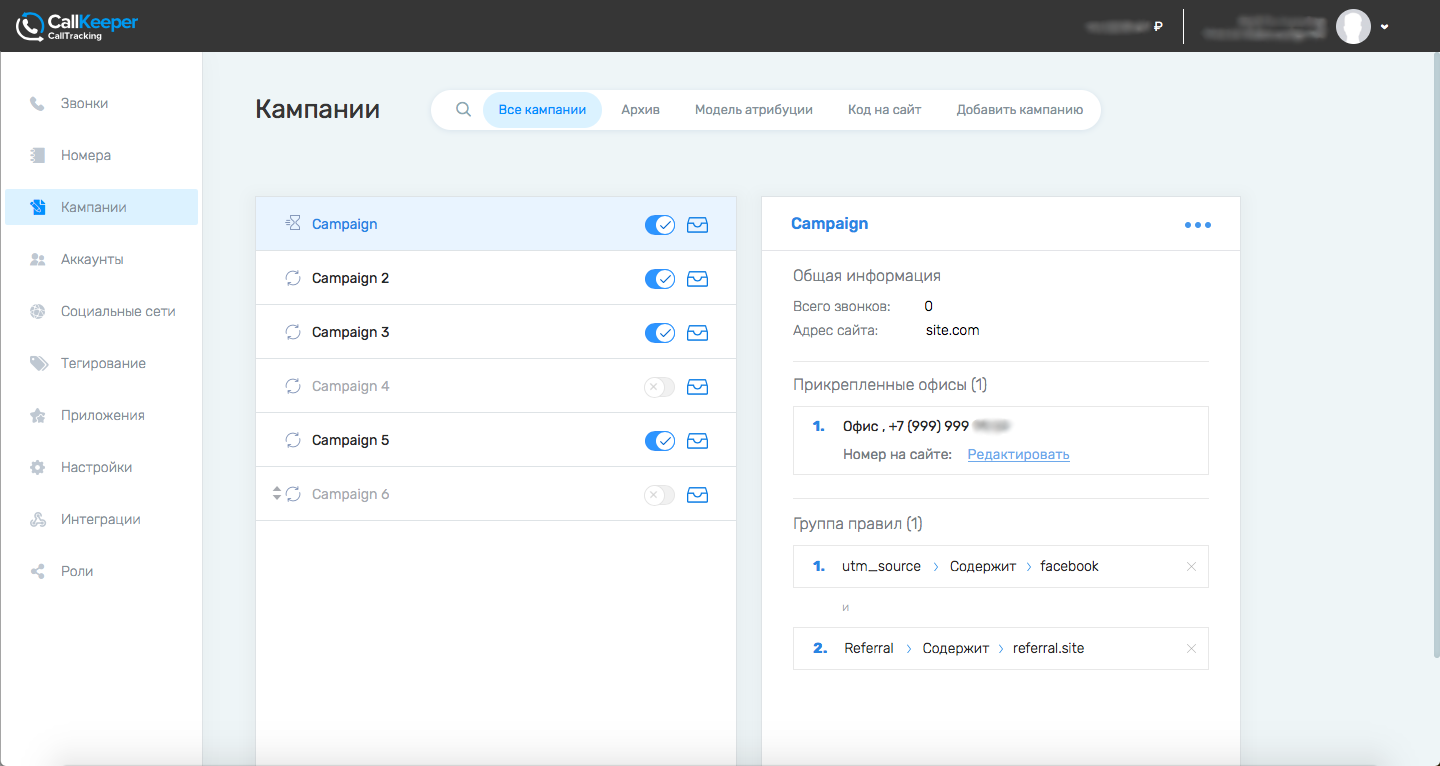 CallKeeper
CallTracking
₽
Звонки
Номера
Кампании
Аккаунты
Социальные сети
Тегирование
Приложения
Настройки
Интеграции
Роли
Кампании
Все кампании
Архив
Модель атрибуции
Код на сайт
Добавить кампанию
Campaign
Campaign 2
Campaign 3
Campaign 4
Campaign 5
Campaign 6
Campaign
Общая информация
Всего звонков: 0
Адрес сайта: site.com
Прикрепленные офисы (1)
1. Офис , +7 (999) 999
Номер на сайте: Редактировать
Группа правил (1)
1. utm_source › Содержит › facebook
и
2. Referral › Содержит › referral.site